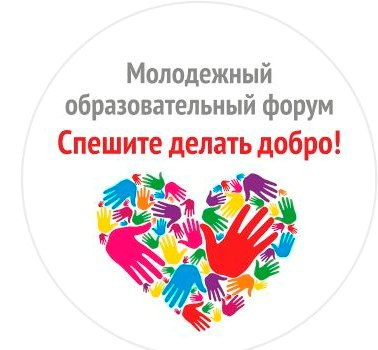 Молодежный
образовательный форум
Спешите делать добро!